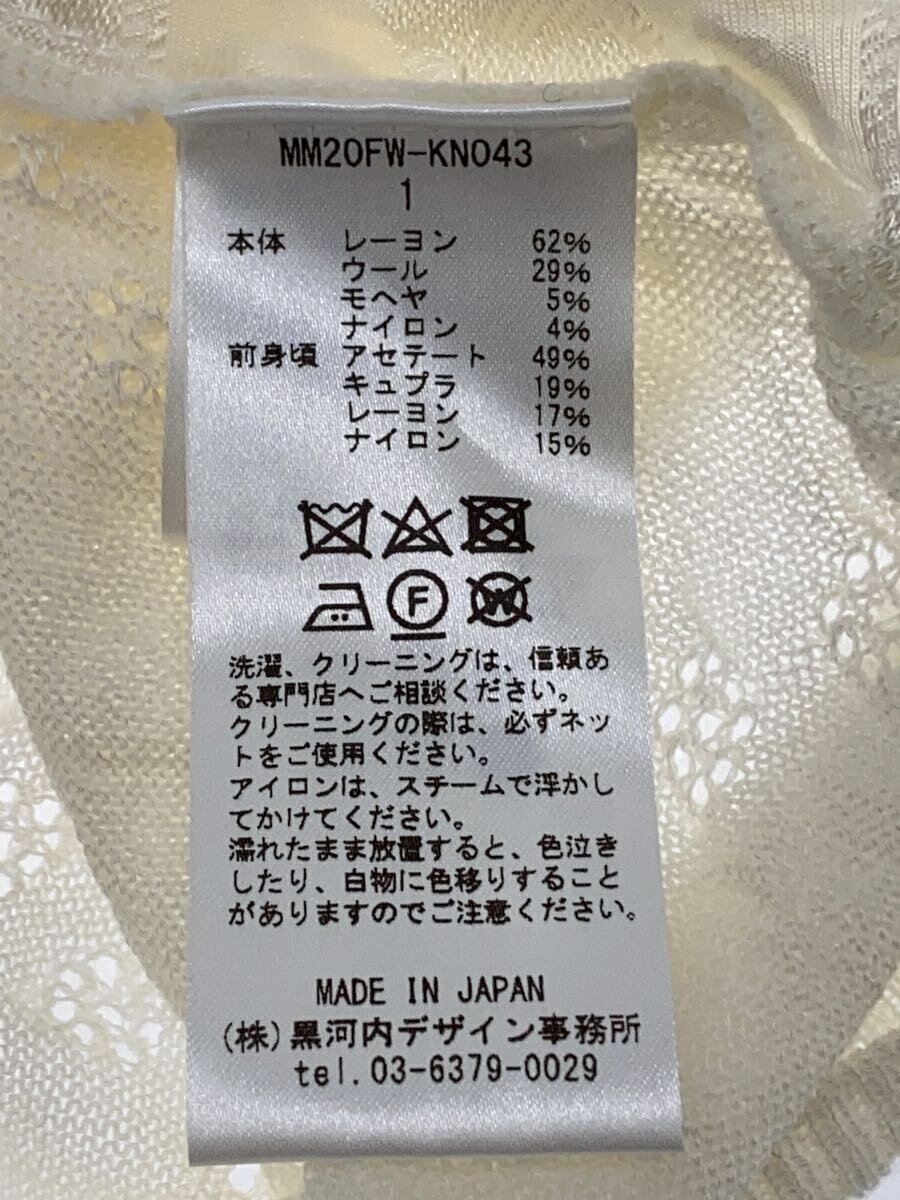 MM20FW-KN043
1
本体 レーヨン 62%
ウール 29%
モヘヤ 5%
ナイロン 4%
前身頃 アセテート 49%
キュプラ 19%
レーヨン 17%
ナイロン 15%
F W
洗濯、クリーニングは、信頼あ
る専門店へご相談ください。
クリーニングの際は、必ずネッ
トをご使用ください。
アイロンは、スチームで浮かし
てかけてください。
濡れたまま放置すると、色泣き
したり、白物に色移りすること
がありますのでご注意ください。
MADE IN JAPAN
(株)黒河内デザイン事務所
tel.03-6379-0029